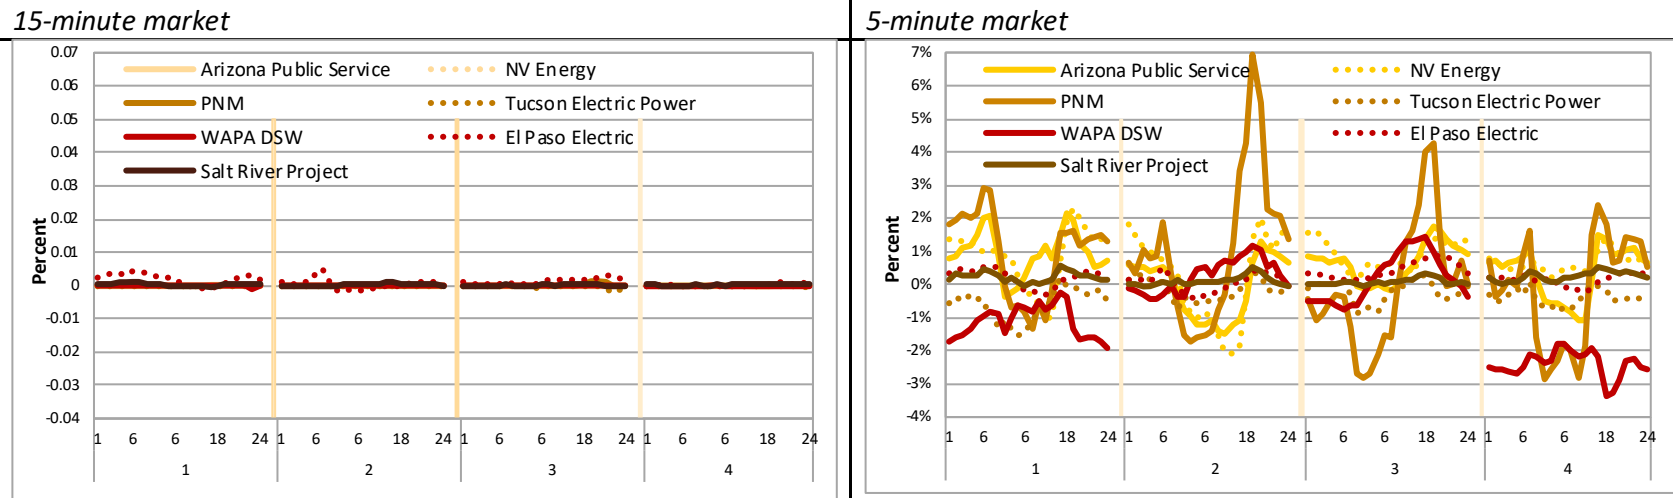 15-minute market
5-minute market
0.07
0.06
0.05
0.04
0.03
0.02
0.01
0
-0.01
-0.02
-0.03
-0.04
Percent
Arizona Public Service
NV Energy
PNM
Tucson Electric Power
WAPA DSW
El Paso Electric
Salt River Project
1 6 6 18 24 1 6 6 18 24 1 6 6 18 24 1 6 6 18 24
1 2 3 4
7%
6%
5%
4%
3%
2%
1%
0%
-1%
-2%
-3%
-4%
Percent
Arizona Public Service
NV Energy
PNM
Tucson Electric Power
WAPA DSW
El Paso Electric
Salt River Project
1 6 6 18 24 1 6 6 18 24 1 6 6 18 24 1 6 6 18 24
1 2 3 4